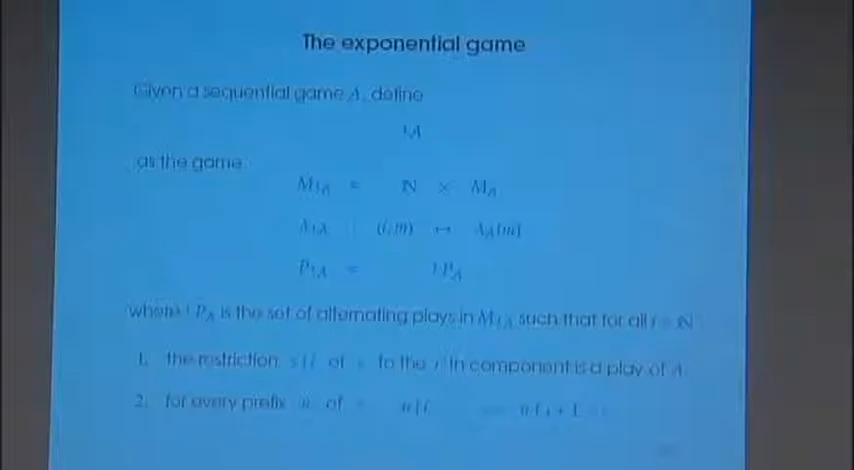 The exponential game
Given a sequential game A, define
!A
as the game
M!A = ℕ × MA
λ!A : (i,m) ↦ λA(m)
P!A = !PA
where !PA is the set of alternating plays in M!A such that for all i ∈ ℕ
1. the restriction s|i of s to the i th component is a play of A
2. for every prefix u of s